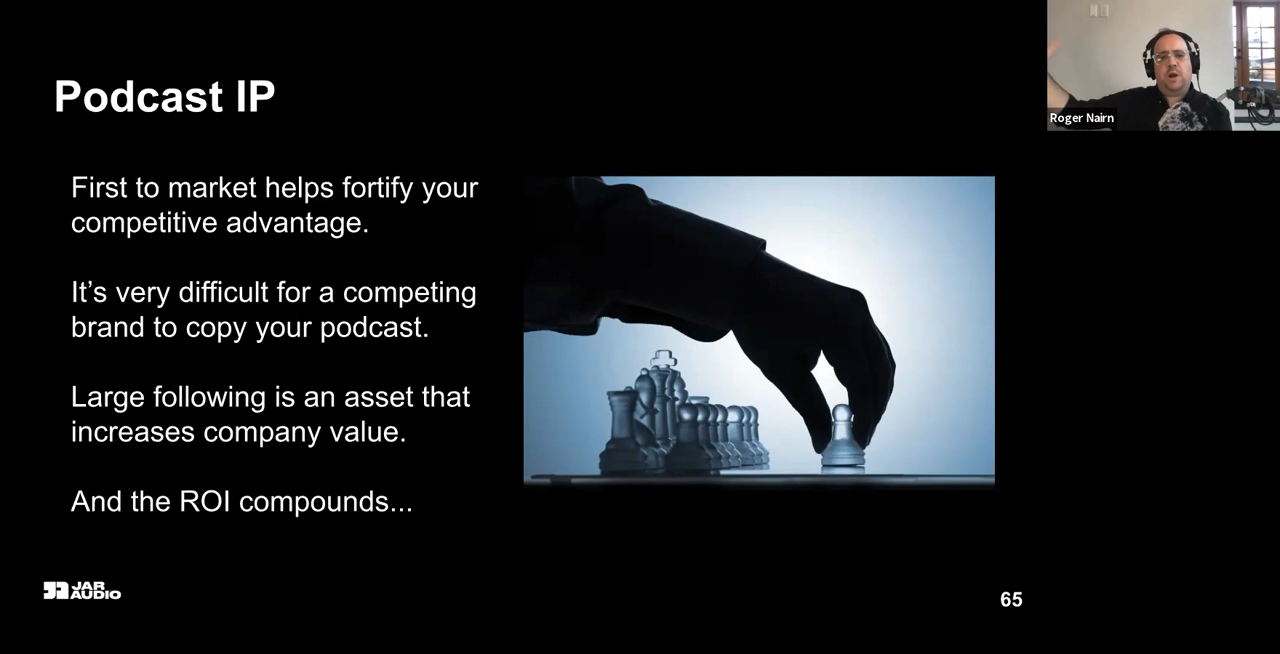 Podcast IP
Roger Nairn
First to market helps fortify your
competitive advantage.
It’s very difficult for a competing
brand to copy your podcast.
Large following is an asset that
increases company value.
And the ROI compounds...
JAR
AUDIO
65